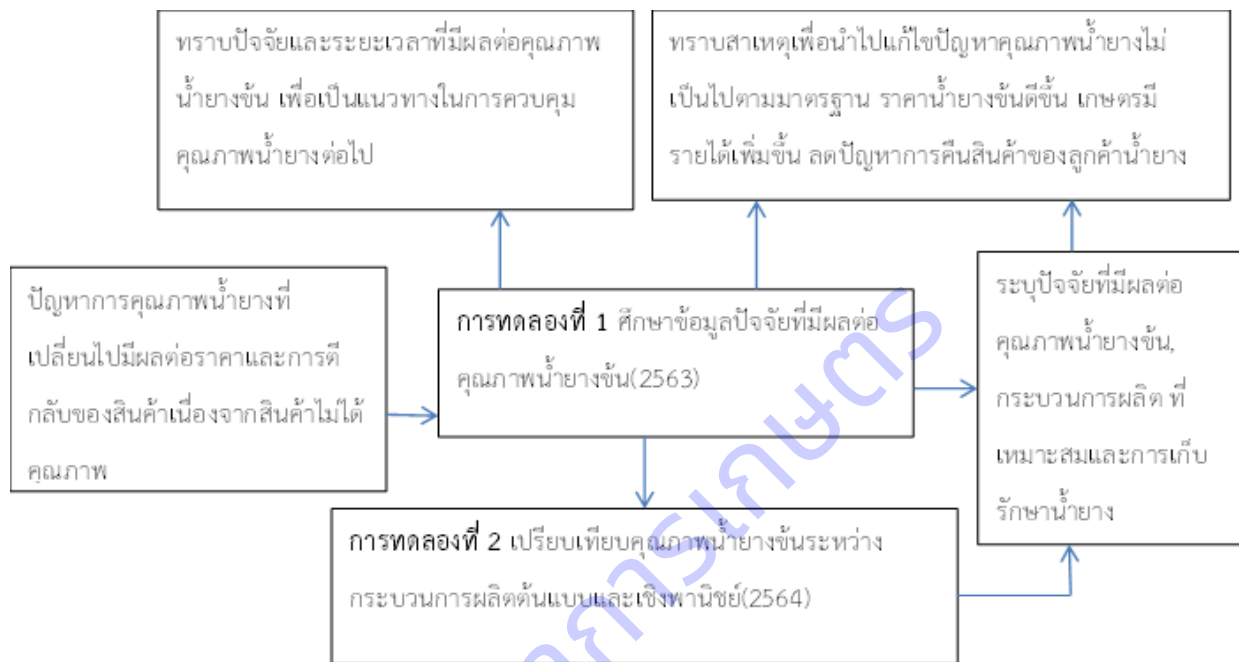 ทราบปัจจัยและระยะเวลาที่มีผลต่อคุณภาพ
น้ำยางข้น เพื่อเป็นแนวทางในการควบคุม
คุณภาพน้ำยางต่อไป
ทราบสาเหตุเพื่อนำไปแก้ไขปัญหาคุณภาพน้ำยางไม่
เป็นไปตามมาตรฐาน ราคาน้ำยางข้นดีขึ้น เกษตรมี
รายได้เพิ่มขึ้น ลดปัญหาการคืนสินค้าของลูกค้าน้ำยาง
ปัญหาการคุณภาพน้ำยางที่
เปลี่ยนไปมีผลต่อราคาและการตี
กลับของสินค้าเนื่องจากสินค้าไม่ได้
คุณภาพ
การทดลองที่ 1 ศึกษาข้อมูลปัจจัยที่มีผลต่อ
คุณภาพน้ำยางข้น(2563)
ระบุปัจจัยที่มีผลต่อ
คุณภาพน้ำยางข้น,
กระบวนการผลิต ที่
เหมาะสมและการเก็บ
รักษาน้ำยาง
การทดลองที่ 2 เปรียบเทียบคุณภาพน้ำยางข้นระหว่าง
กระบวนการผลิตต้นแบบและเชิงพานิชย์(2564)
การเกษตร